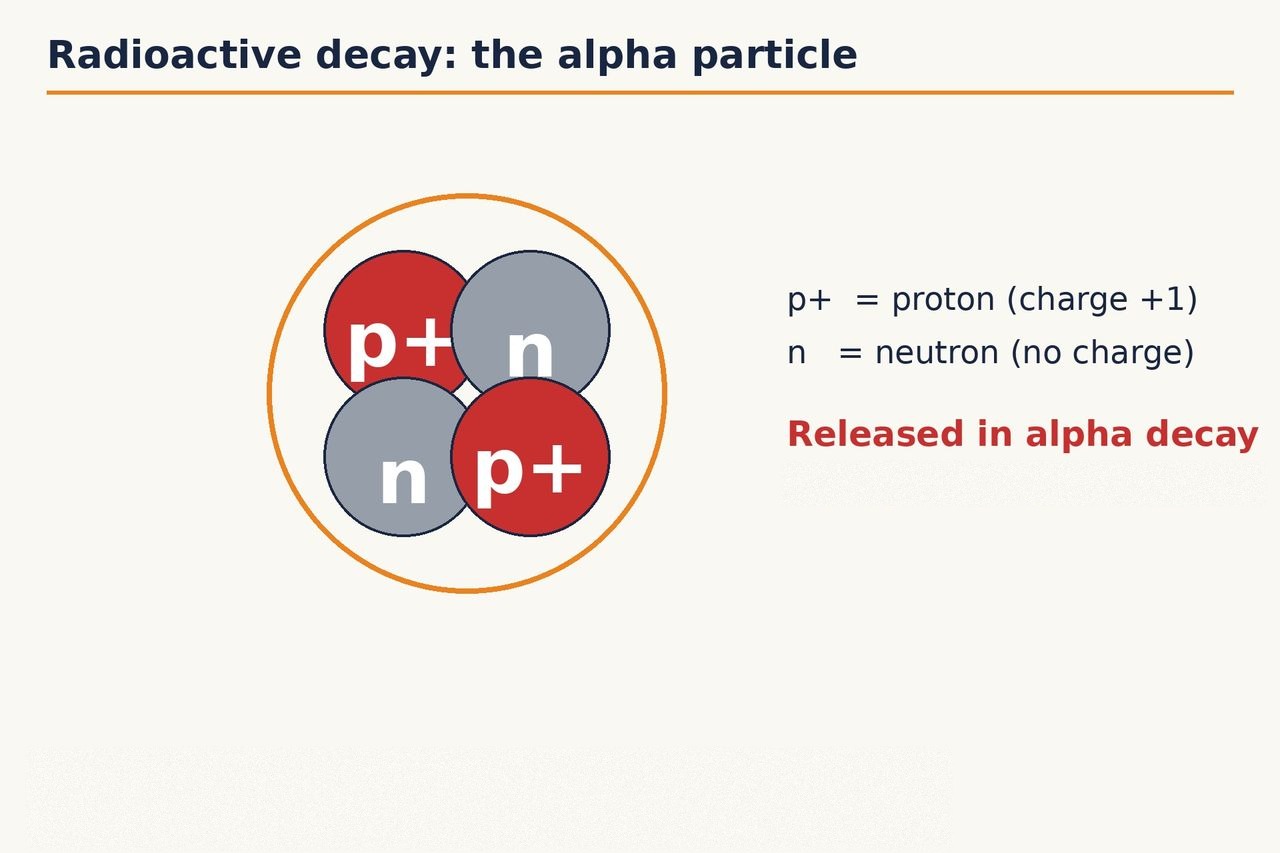 Radioactive decay: the alpha particle
p+ n
n p+
p+ = proton (charge +1)
n = neutron (no charge)
Released in alpha decay